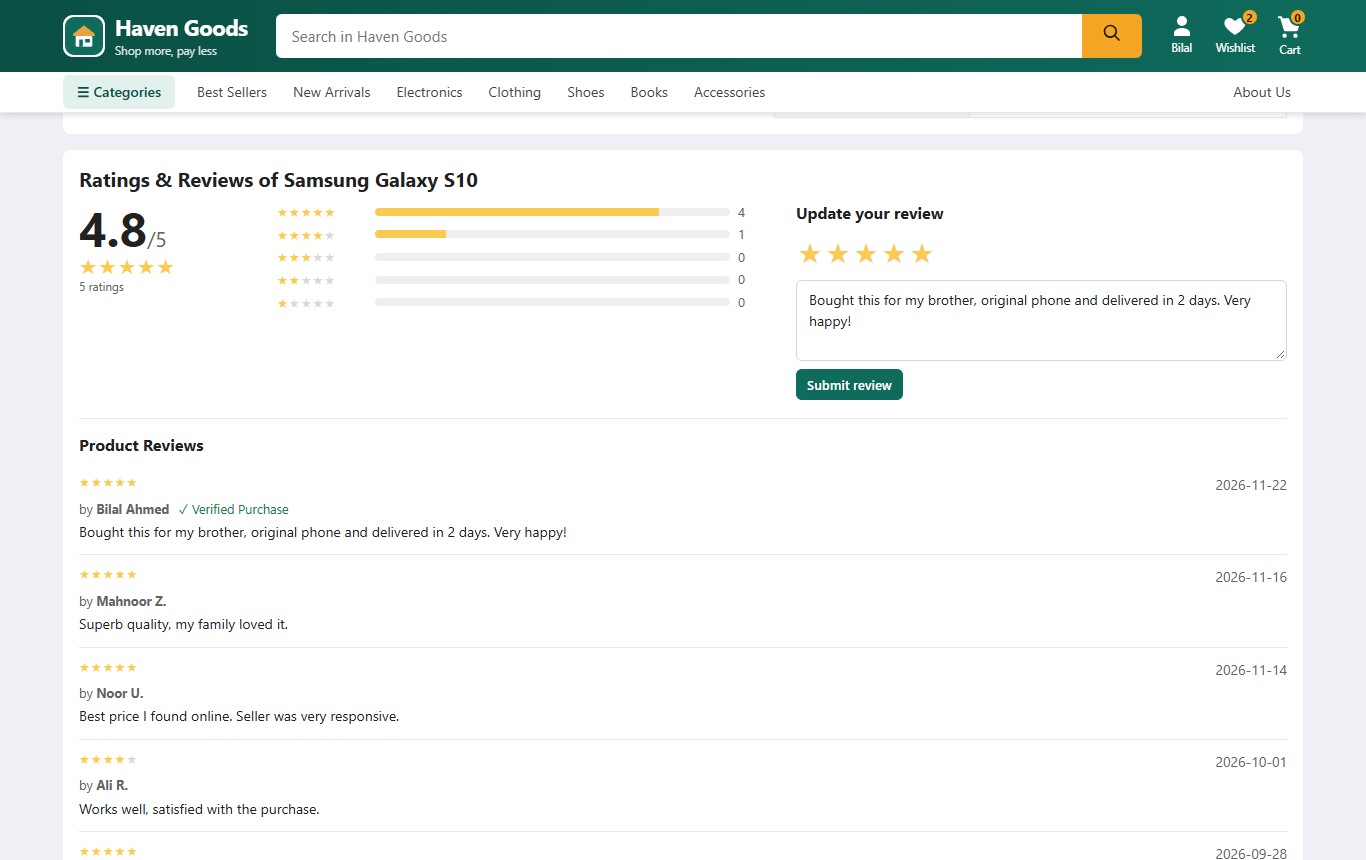 Haven Goods
Shop more, pay less
Search in Haven Goods
Bilal
2
Wishlist
0
Cart
☰ Categories
Best Sellers
New Arrivals
Electronics
Clothing
Shoes
Books
Accessories
About Us
Ratings & Reviews of Samsung Galaxy S10
4.8/5
5 ratings
4
1
0
0
0
Update your review
Bought this for my brother, original phone and delivered in 2 days. Very
happy!
Submit review
Product Reviews
2026-11-22
by Bilal Ahmed ✓ Verified Purchase
Bought this for my brother, original phone and delivered in 2 days. Very happy!
2026-11-16
by Mahnoor Z.
Superb quality, my family loved it.
2026-11-14
by Noor U.
Best price I found online. Seller was very responsive.
2026-10-01
by Ali R.
Works well, satisfied with the purchase.
2026-09-28